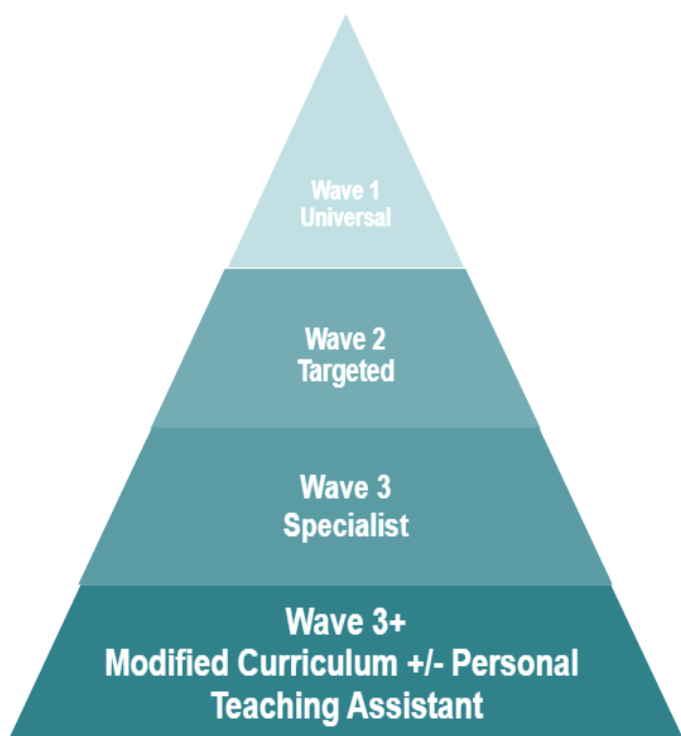 Wave 1
Universal
Wave 2
Targeted
Wave 3
Specialist
Wave 3+
Modified Curriculum +/- Personal
Teaching Assistant